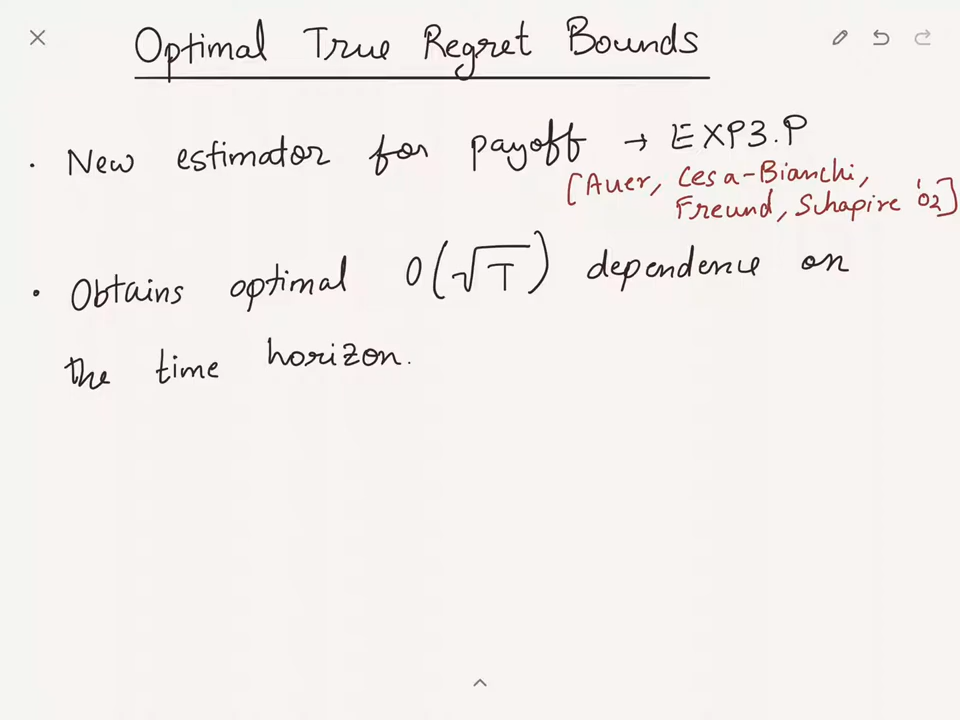 Optimal True Regret Bounds
· New estimator for payoff → EXP3.P
[Auer, Cesa-Bianchi,
Freund, Schapire '02]
· Obtains optimal O(√T) dependence on
the time horizon.